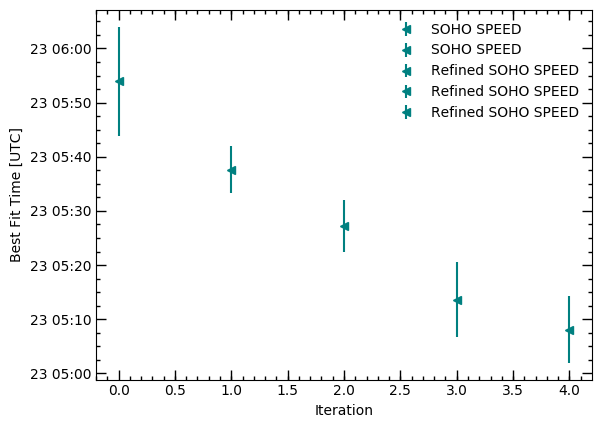 SOHO SPEED
SOHO SPEED
Refined SOHO SPEED
Refined SOHO SPEED
Refined SOHO SPEED
Best Fit Time [UTC]
23 06:00
23 05:50
23 05:40
23 05:30
23 05:20
23 05:10
23 05:00
0.0 0.5 1.0 1.5 2.0 2.5 3.0 3.5 4.0
Iteration